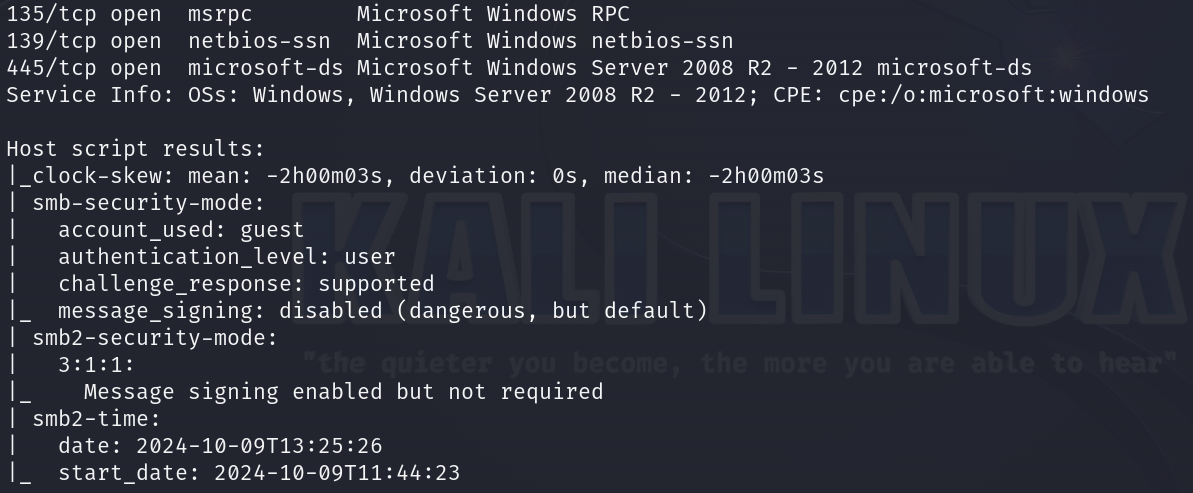 135/tcp open  msrpc        Microsoft Windows RPC
139/tcp open  netbios-ssn  Microsoft Windows netbios-ssn
445/tcp open  microsoft-ds Microsoft Windows Server 2008 R2 - 2012 microsoft-ds
Service Info: OSs: Windows, Windows Server 2008 R2 - 2012; CPE: cpe:/o:microsoft:windows

Host script results:
|_clock-skew: mean: -2h00m03s, deviation: 0s, median: -2h00m03s
| smb-security-mode:
|   account_used: guest
|   authentication_level: user
|   challenge_response: supported
|_  message_signing: disabled (dangerous, but default)
| smb2-security-mode:
|   3:1:1:
|_    Message signing enabled but not required
| smb2-time:
|   date: 2024-10-09T13:25:26
|_  start_date: 2024-10-09T11:44:23
KALI LINUX
"the quieter you become, the more you are able to hear"